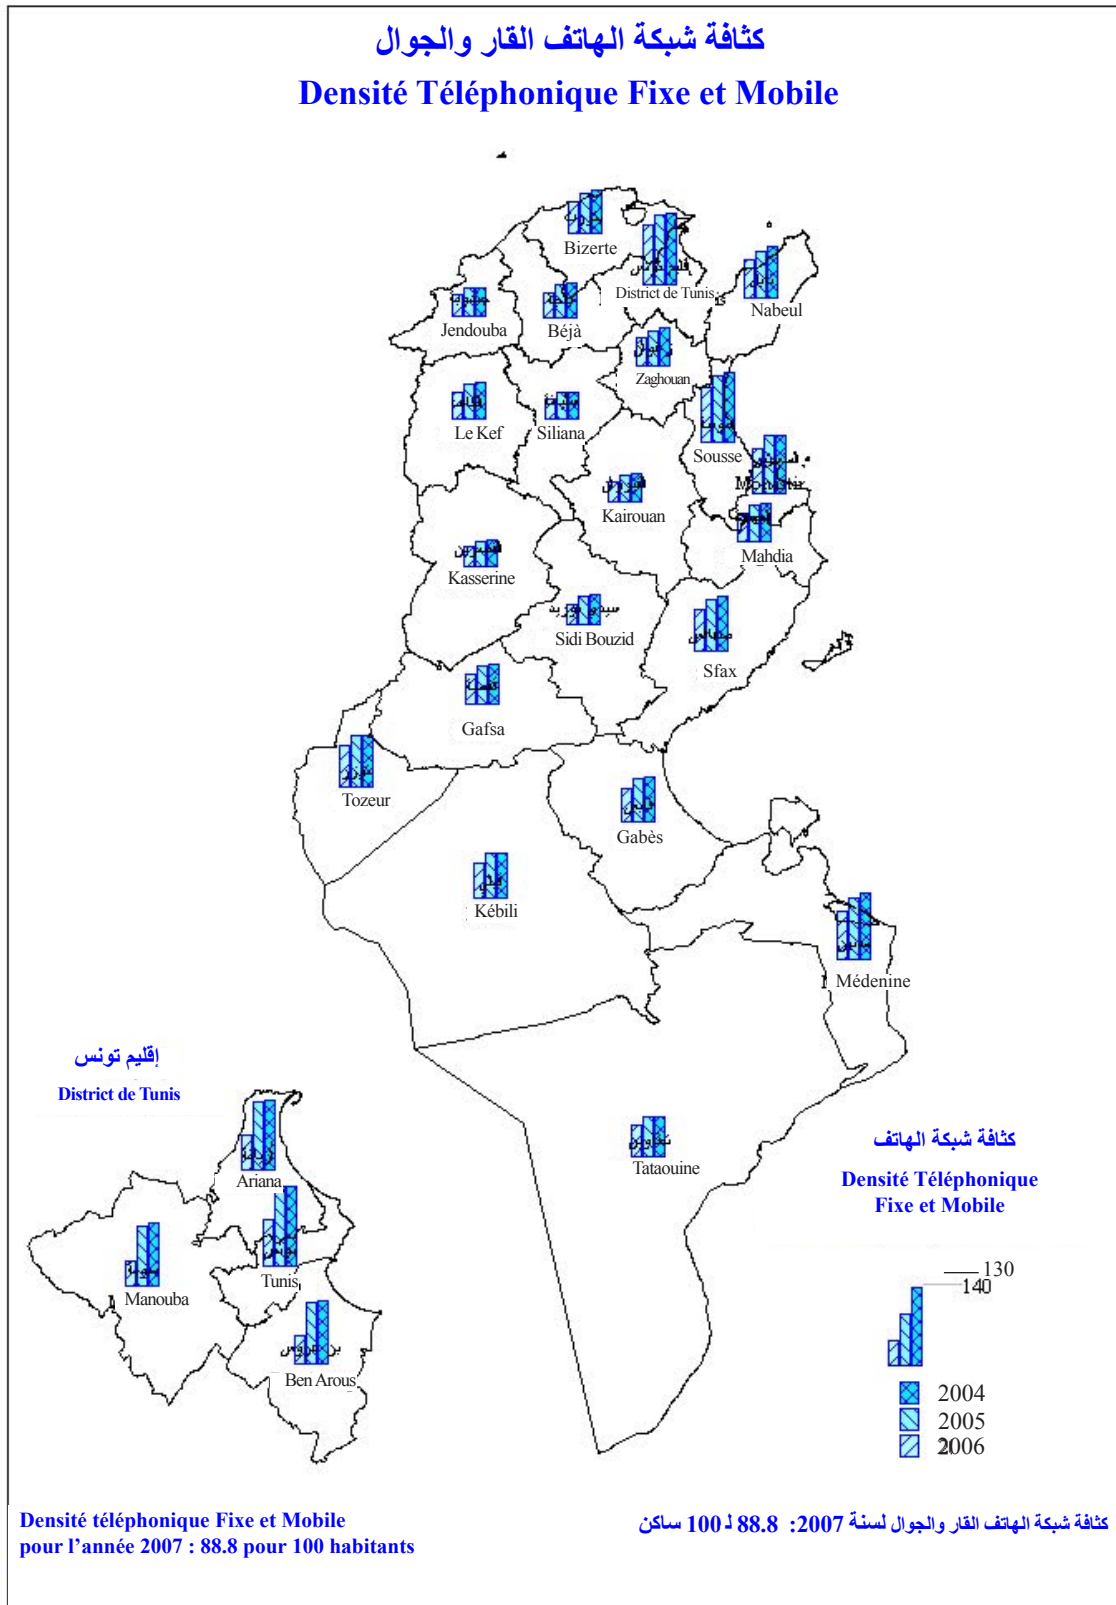 كثافة شبكة الهاتف القار والجوال
Densité Téléphonique Fixe et Mobile
Bizerte
District de Tunis
Nabeul
Jendouba
Béjà
Zaghouan
Le Kef
Siliana
Sousse
Monastir
Kairouan
Mahdia
Kasserine
سيدي بوزيد
Sidi Bouzid
Sfax
Gafsa
Tozeur
Gabès
Kébili
Médenine
Tataouine
إقليم تونس
District de Tunis
Ariana
Tunis
Manouba
Ben Arous
كثافة شبكة الهاتف
Densité Téléphonique
Fixe et Mobile
130
140
2004
2005
2006
Densité téléphonique Fixe et Mobile
pour l’année 2007 : 88.8 pour 100 habitants
كثافة شبكة الهاتف القار والجوال لسنة 2007: 88.8 لـ 100 ساكن